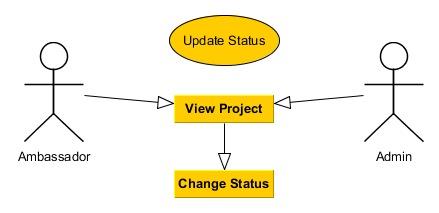 Update Status
View Project
Ambassador
Admin
Change Status